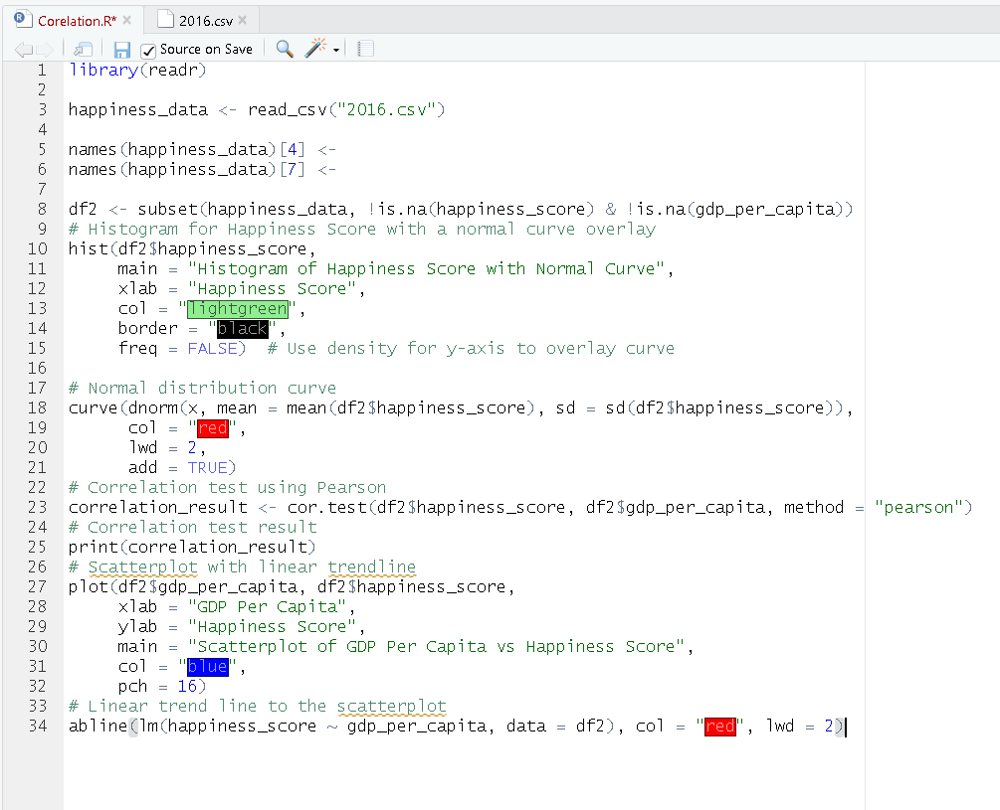 Corelation.R* × 2016.csv ×
Source on Save
1 library(readr)
2
3 happiness_data <- read_csv("2016.csv")
4
5 names(happiness_data)[4] <-
6 names(happiness_data)[7] <-
7
8 df2 <- subset(happiness_data, !is.na(happiness_score) & !is.na(gdp_per_capita))
9 # Histogram for Happiness Score with a normal curve overlay
10 hist(df2$happiness_score,
11 main = "Histogram of Happiness Score with Normal Curve",
12 xlab = "Happiness Score",
13 col = "lightgreen",
14 border = "black",
15 freq = FALSE)  # Use density for y-axis to overlay curve
16
17 # Normal distribution curve
18 curve(dnorm(x, mean = mean(df2$happiness_score), sd = sd(df2$happiness_score)),
19 col = "red",
20 lwd = 2,
21 add = TRUE)
22 # Correlation test using Pearson
23 correlation_result <- cor.test(df2$happiness_score, df2$gdp_per_capita, method = "pearson")
24 # Correlation test result
25 print(correlation_result)
26 # Scatterplot with linear trendline
27 plot(df2$gdp_per_capita, df2$happiness_score,
28 xlab = "GDP Per Capita",
29 ylab = "Happiness Score",
30 main = "Scatterplot of GDP Per Capita vs Happiness Score",
31 col = "blue",
32 pch = 16)
33 # Linear trend line to the scatterplot
34 abline(lm(happiness_score ~ gdp_per_capita, data = df2), col = "red", lwd = 2)